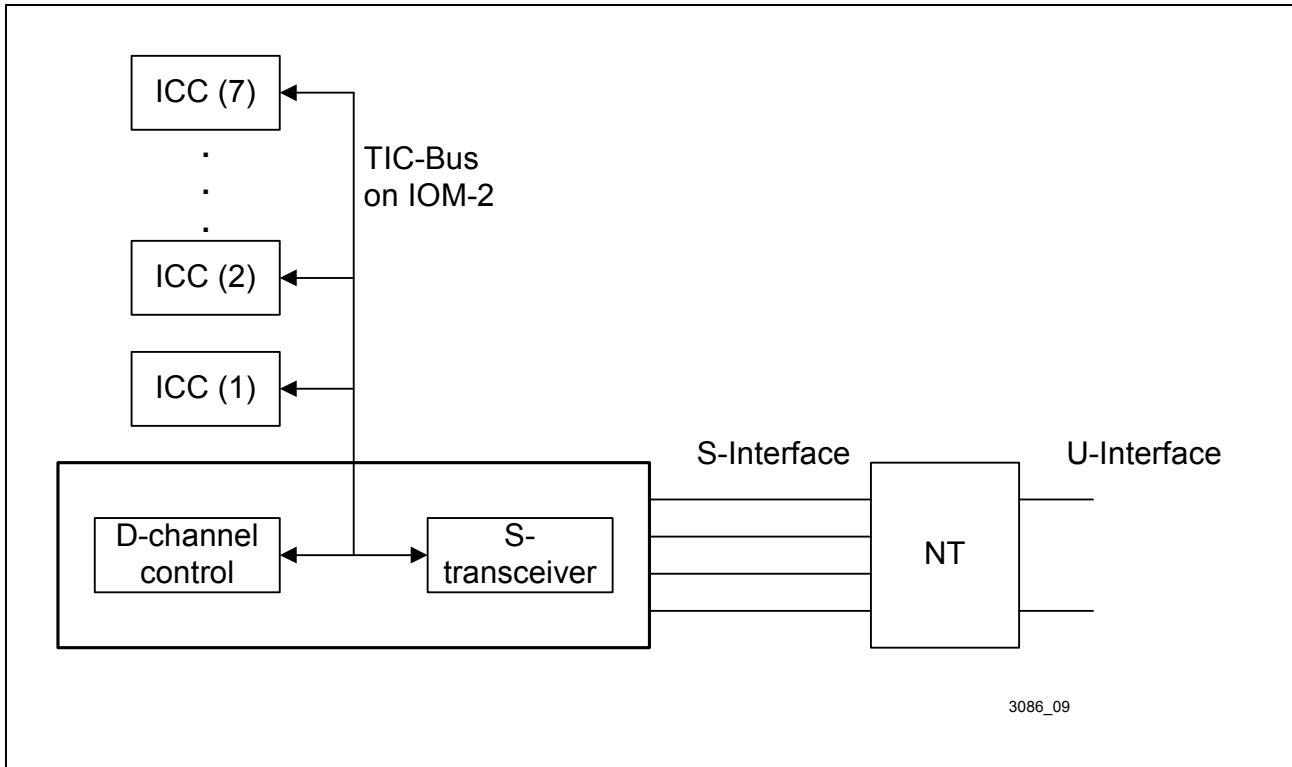 ICC (7)
.
.
.
TIC-Bus
on IOM-2
ICC (2)
ICC (1)
S-Interface
U-Interface
D-channel
control
S-
transceiver
NT
3086_09